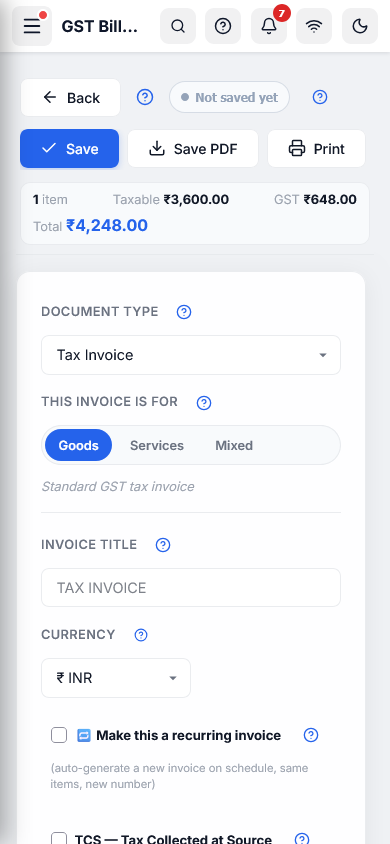 GST Bill...
7
Back
Not saved yet
Save
Save PDF
Print
1 item Taxable ₹3,600.00 GST ₹648.00
Total ₹4,248.00
DOCUMENT TYPE
Tax Invoice
THIS INVOICE IS FOR
Goods Services Mixed
Standard GST tax invoice
INVOICE TITLE
TAX INVOICE
CURRENCY
₹ INR
Make this a recurring invoice
(auto-generate a new invoice on schedule, same
items, new number)
TCS — Tax Collected at Source